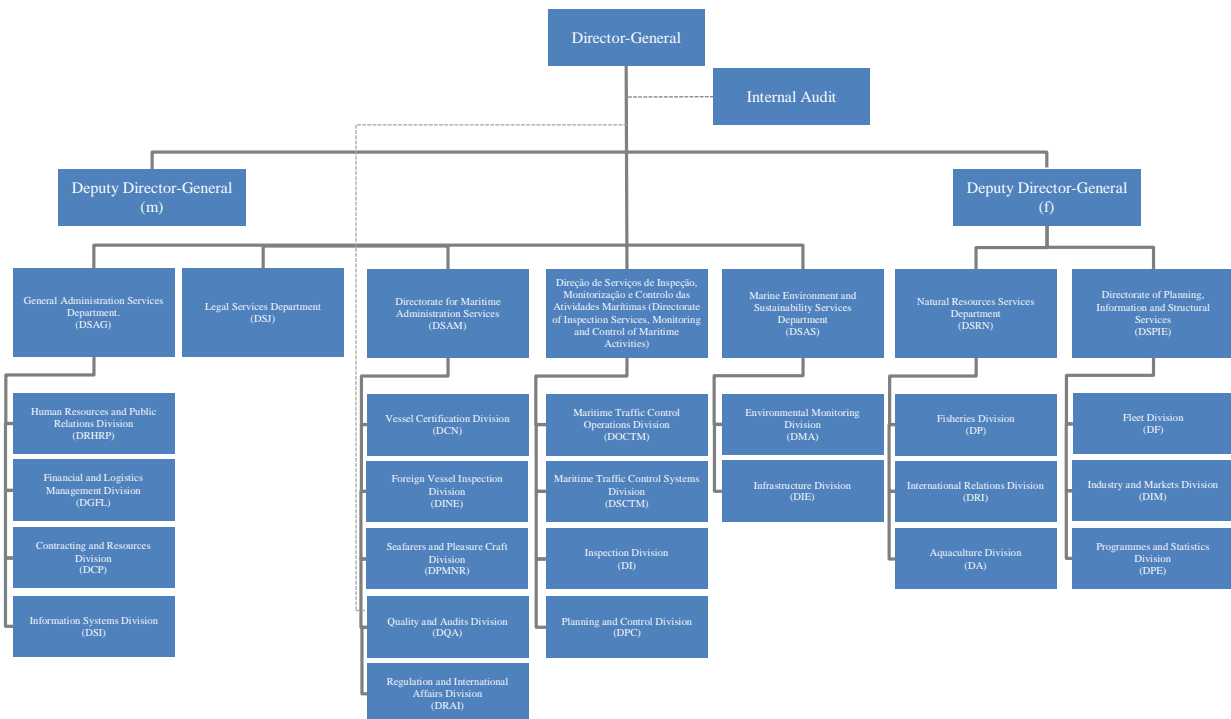 Director-General
Internal Audit
Deputy Director-General
(m)
Deputy Director-General
(f)
General Administration Services
Department.
(DSAG)
Legal Services Department
(DSJ)
Directorate for Maritime
Administration Services
(DSAM)
Direção de Serviços de Inspeção,
Monitorização e Controlo das
Atividades Marítimas (Directorate
of Inspection Services, Monitoring
and Control of Maritime
Activities)
Marine Environment and
Sustainability Services
Department
(DSAS)
Natural Resources Services
Department
(DSRN)
Directorate of Planning,
Information and Structural
Services
(DSPIE)
Human Resources and Public
Relations Division
(DRHRP)
Financial and Logistics
Management Division
(DGFL)
Contracting and Resources
Division
(DCP)
Information Systems Division
(DSI)
Vessel Certification Division
(DCN)
Foreign Vessel Inspection
Division
(DINE)
Seafarers and Pleasure Craft
Division
(DPMNR)
Quality and Audits Division
(DQA)
Regulation and International
Affairs Division
(DRAI)
Maritime Traffic Control
Operations Division
(DOCTM)
Maritime Traffic Control Systems
Division
(DSCTM)
Inspection Division
(DI)
Planning and Control Division
(DPC)
Environmental Monitoring
Division
(DMA)
Infrastructure Division
(DIE)
Fisheries Division
(DP)
International Relations Division
(DRI)
Aquaculture Division
(DA)
Fleet Division
(DF)
Industry and Markets Division
(DIM)
Programmes and Statistics
Division
(DPE)